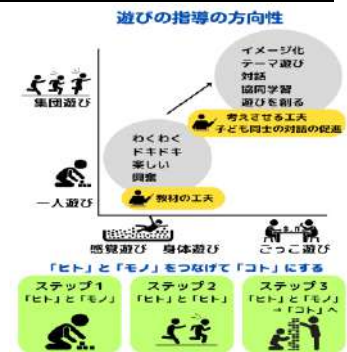 遊びの指導の方向性
イメージ化
テーマ遊び
対話
協同学習
遊びを創る
考えさせる工夫
子ども同士の対話の促進
集団遊び
わくわく
ドキドキ
楽しい
興奮
教材の工夫
一人遊び
感覚遊び 身体遊び ごっこ遊び
「ヒト」と「モノ」をつなげて「コト」にする
ステップ1
「ヒト」と「モノ」
ステップ2
「ヒト」と「ヒト」
ステップ3
「ヒト」と「モノ」
→「コト」へ